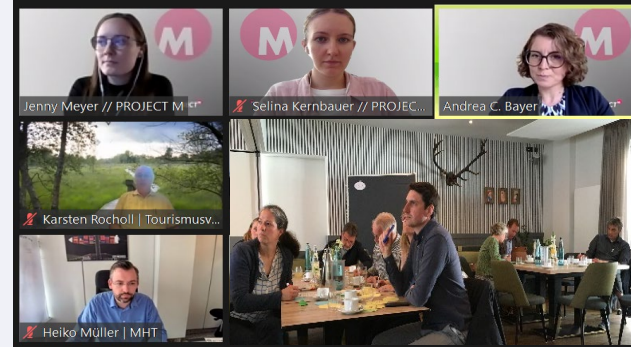 M
M
M
Jenny Meyer // PROJECT M
Selina Kernbauer // PROJEC...
Andrea C. Bayer
Karsten Rocholl | Tourismusv...
Heiko Müller | MHT